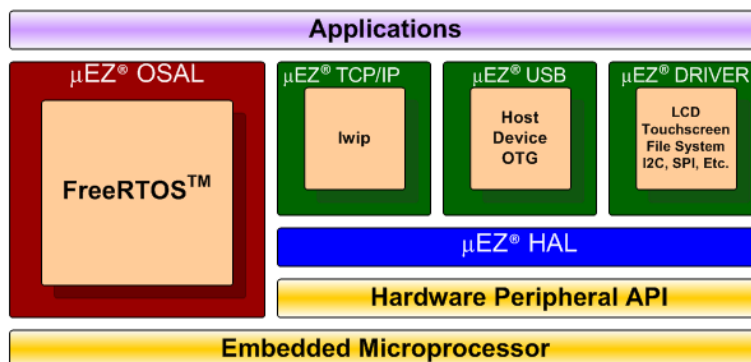 Applications
µEZ® OSAL
FreeRTOS™
µEZ® TCP/IP
lwip
µEZ® USB
Host
Device
OTG
µEZ® DRIVER
LCD
Touchscreen
File System
I2C, SPI, Etc.
µEZ® HAL
Hardware Peripheral API
Embedded Microprocessor